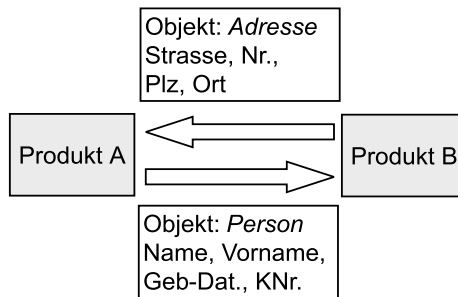 Objekt: Adresse
Strasse, Nr.,
Plz, Ort
Produkt A
Produkt B
Objekt: Person
Name, Vorname,
Geb-Dat., KNr.